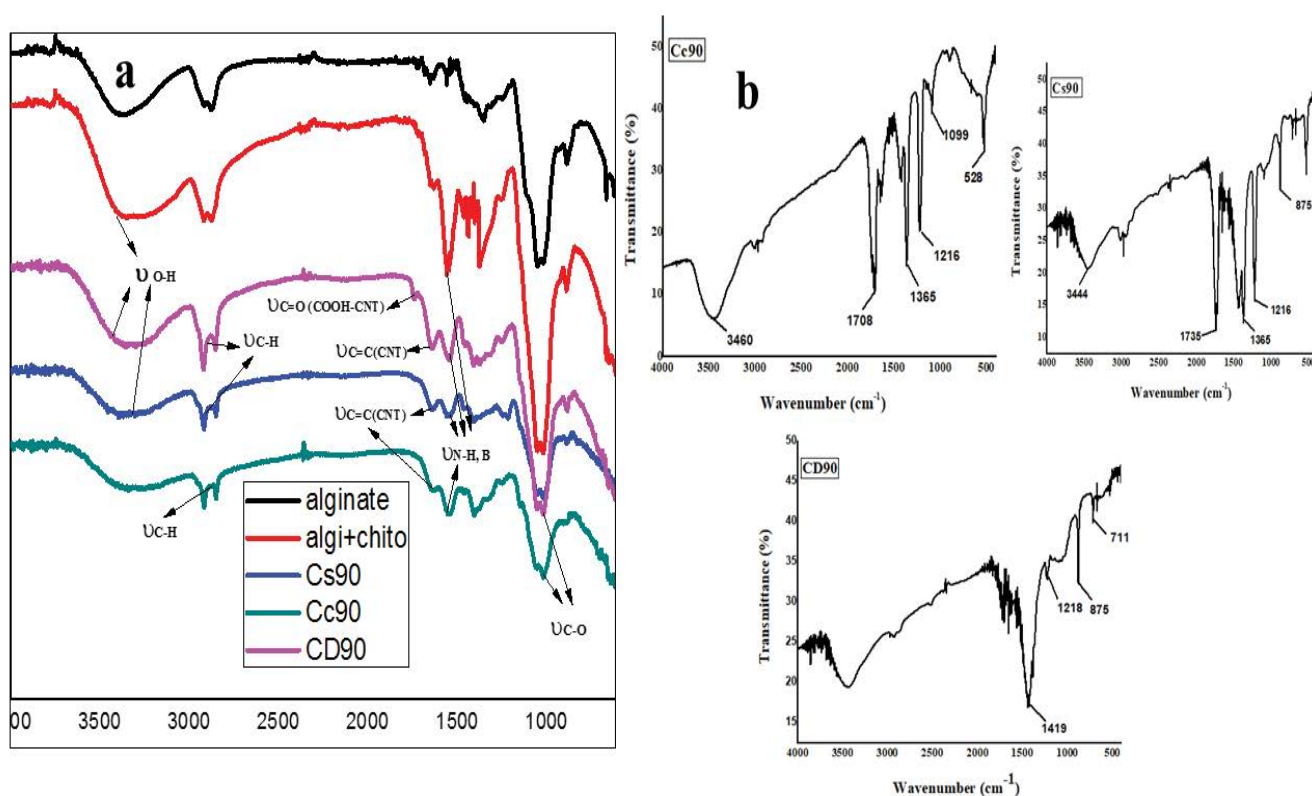 a
υ O-H
υC-H
υC=O (COOH-CNT)
υC=C(CNT)
υC=C(CNT)
υN-H, B
υC-H
υC-O
alginate
algi+chito
Cs90
Cc90
CD90
00 3500 3000 2500 2000 1500 1000
b
Cc90
Transmittance (%)
50
40
30
20
10
0
3460
1708
1365
1216
1099
528
4000 3500 3000 2500 2000 1500 1000 500
Wavenumber (cm-1)
Cs90
Transmittance (%)
50
45
40
35
30
25
20
15
10
3444
1735
1365
1216
875
4000 3500 3000 2500 2000 1500 1000 500
Wavenumber (cm-1)
CD90
Transmittance (%)
50
45
40
35
30
25
20
15
1419
1218
875
711
4000 3500 3000 2500 2000 1500 1000 500
Wavenumber (cm-1)